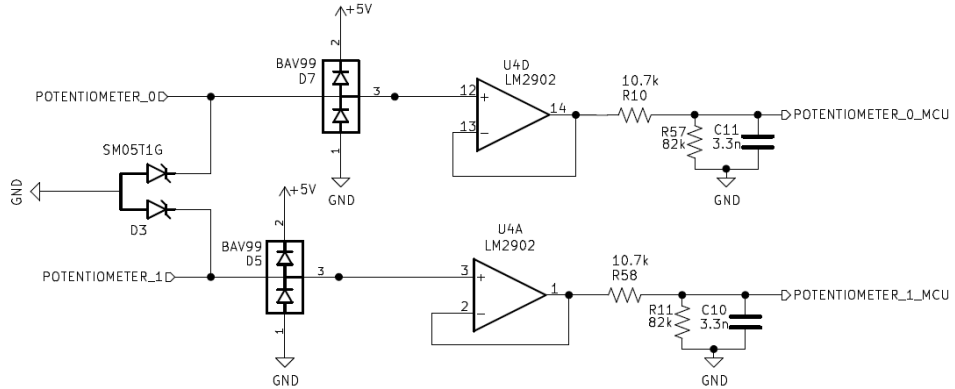 +5V
2
BAV99
D7
U4D
LM2902
10.7k
R10
POTENTIOMETER_0
3
12
+
14
13
−
POTENTIOMETER_0_MCU
R57
82k
C11
3.3n
1
GND
GND
SM05T1G
GND
D3
+5V
2
BAV99
D5
U4A
LM2902
10.7k
R58
POTENTIOMETER_1
3
3
+
1
2
−
POTENTIOMETER_1_MCU
R11
82k
C10
3.3n
1
GND
GND